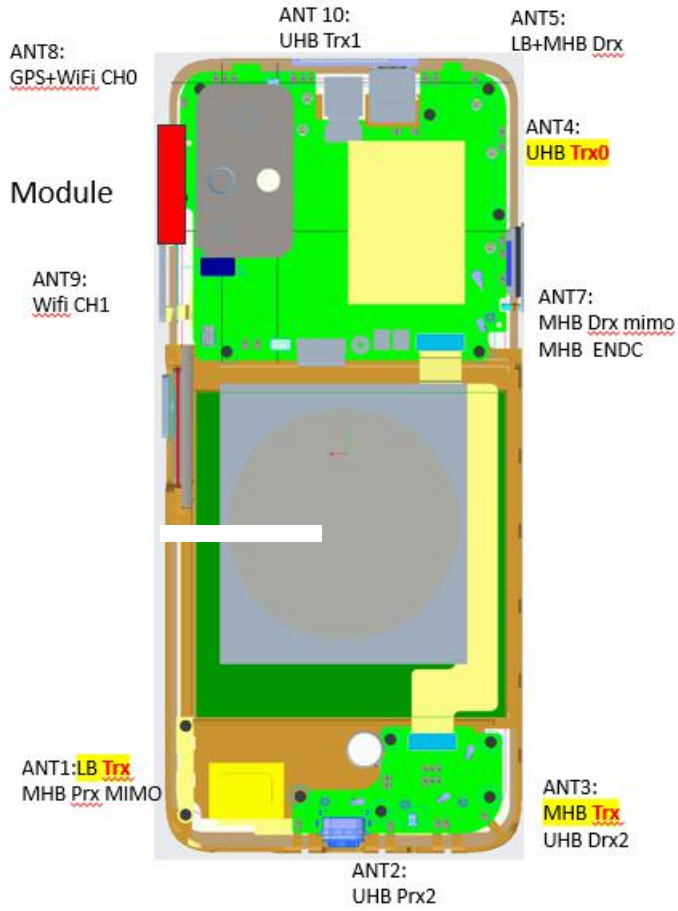 ANT 10:
UHB Trx1
ANT5:
LB+MHB Drx
ANT8:
GPS+WiFi CH0
ANT4:
UHB Trx0
Module
ANT9:
Wifi CH1
ANT7:
MHB Drx mimo
MHB ENDC
ANT1:LB Trx
MHB Prx MIMO
ANT3:
MHB Trx
UHB Drx2
ANT2:
UHB Prx2